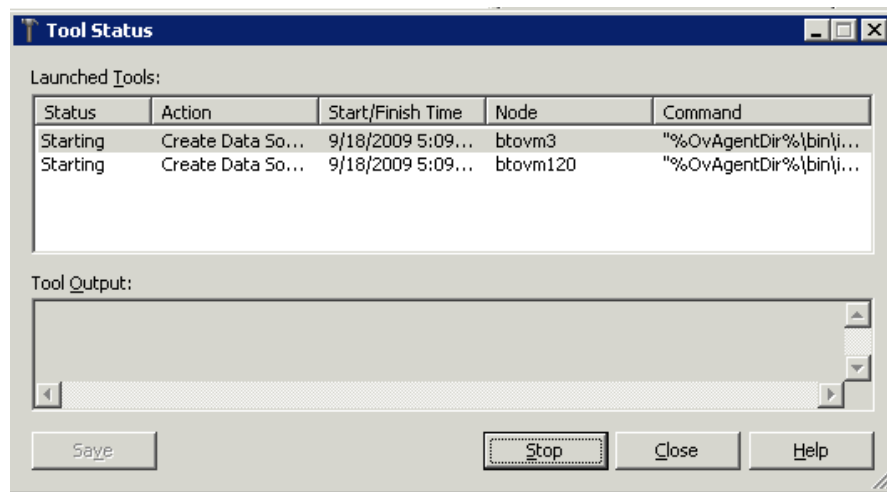 Tool Status
Launched Tools:
Status Action Start/Finish Time Node Command
Starting Create Data So... 9/18/2009 5:09... btovm3 "%OvAgentDir%\bin\i...
Starting Create Data So... 9/18/2009 5:09... btovm120 "%OvAgentDir%\bin\i...
Tool Output:
Save Stop Close Help